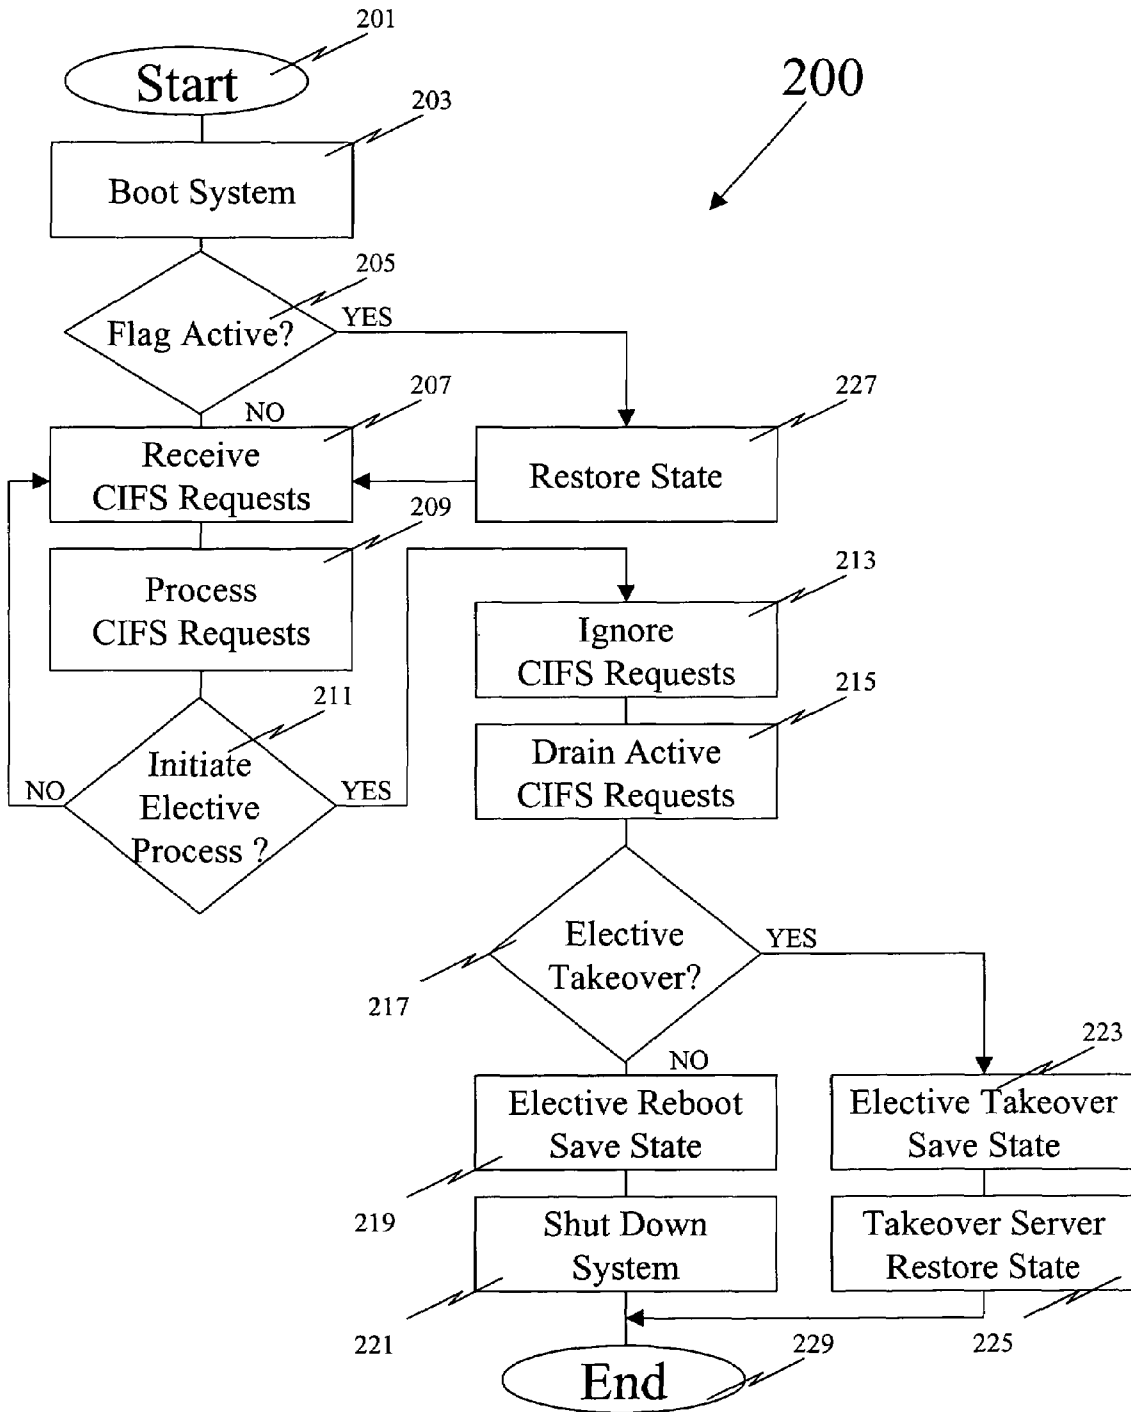 201
Start
200
203
Boot System
205
Flag Active?
YES
207
227
NO
Receive
CIFS Requests
Restore State
209
Process
CIFS Requests
213
Ignore
CIFS Requests
211
Initiate
Elective
Process ?
NO
YES
215
Drain Active
CIFS Requests
Elective
Takeover?
YES
217
NO
223
Elective Reboot
Save State
Elective Takeover
Save State
219
Shut Down
System
Takeover Server
Restore State
221
225
229
End